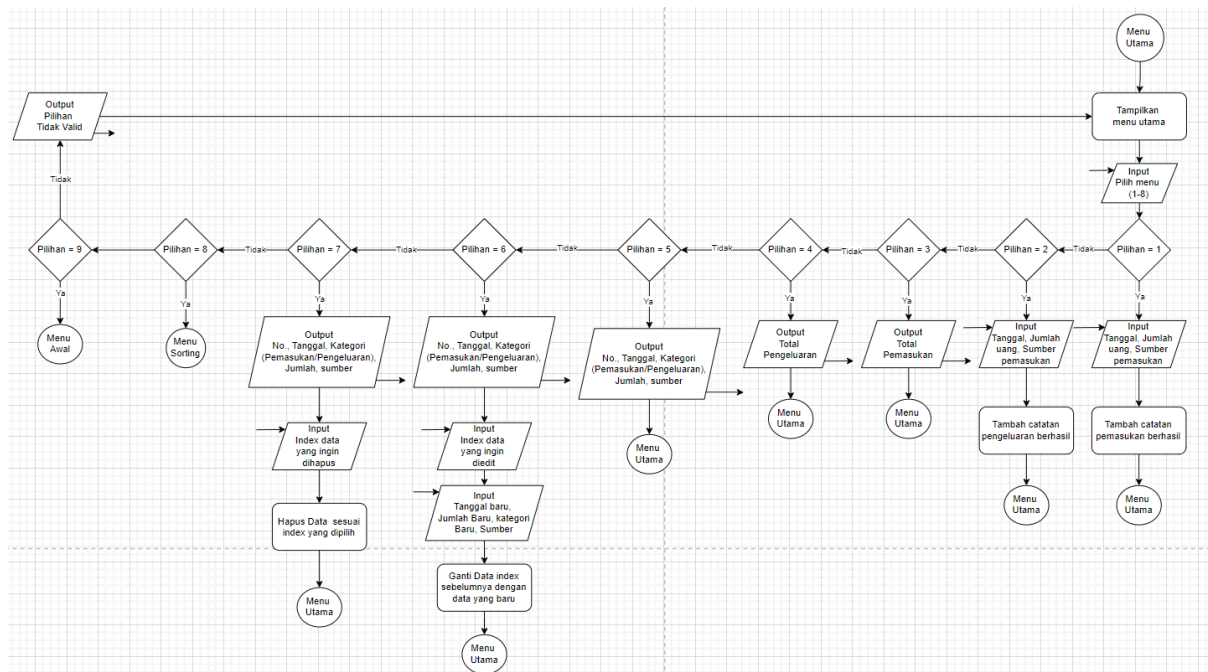 Menu
Utama
Tampilkan
menu utama
Input
Pilih menu
(1-8)
Output
Pilihan
Tidak Valid
Tidak
Pilihan = 9
Pilihan = 8
Tidak
Pilihan = 7
Tidak
Pilihan = 6
Tidak
Pilihan = 5
Tidak
Pilihan = 4
Tidak
Pilihan = 3
Tidak
Pilihan = 2
Tidak
Pilihan = 1
Ya
Ya
Ya
Ya
Ya
Ya
Ya
Ya
Ya
Menu
Awal
Menu
Sorting
Output
No., Tanggal, Kategori
(Pemasukan/Pengeluaran),
Jumlah, sumber
Input
Index data
yang ingin
dihapus
Hapus Data sesuai
index yang dipilih
Menu
Utama
Output
No., Tanggal, Kategori
(Pemasukan/Pengeluaran),
Jumlah, sumber
Input
Index data
yang ingin
diedit
Input
Tanggal baru,
Jumlah Baru, kategori
Baru, Sumber
Ganti Data index
sebelumnya dengan
data yang baru
Menu
Utama
Output
No., Tanggal, Kategori
(Pemasukan/Pengeluaran),
Jumlah, sumber
Menu
Utama
Output
Total
Pengeluaran
Menu
Utama
Output
Total
Pemasukan
Menu
Utama
Input
Tanggal, Jumlah
uang, Sumber
pemasukan
Tambah catatan
pengeluaran berhasil
Menu
Utama
Input
Tanggal, Jumlah
uang, Sumber
pemasukan
Tambah catatan
pemasukan berhasil
Menu
Utama